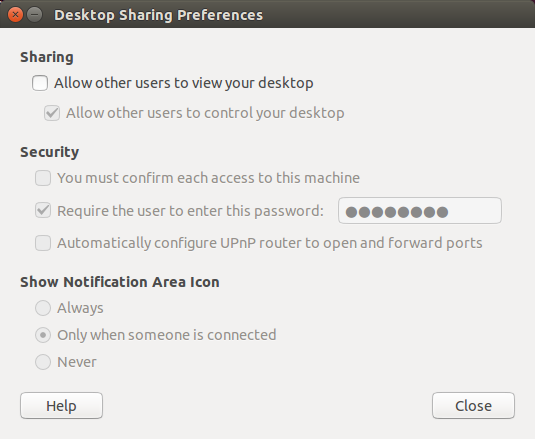 Desktop Sharing Preferences
Sharing
Allow other users to view your desktop
Allow other users to control your desktop
Security
You must confirm each access to this machine
Require the user to enter this password: ●●●●●●●●
Automatically configure UPnP router to open and forward ports
Show Notification Area Icon
Always
Only when someone is connected
Never
Help Close